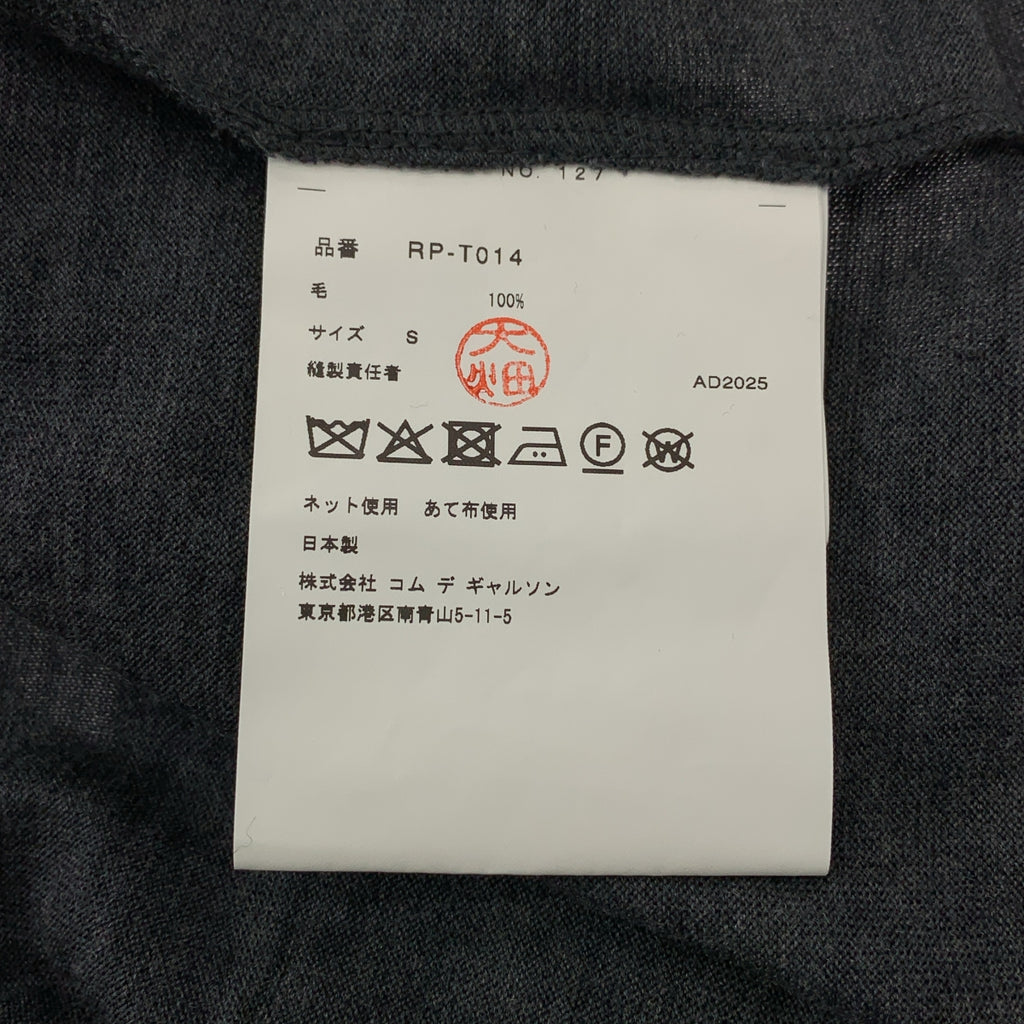 NO. 127
品番 RP-T014
毛 100%
サイズ S
縫製責任者
大畑
AD2025
F
W
ネット使用 あて布使用
日本製
株式会社 コム デ ギャルソン
東京都港区南青山5-11-5